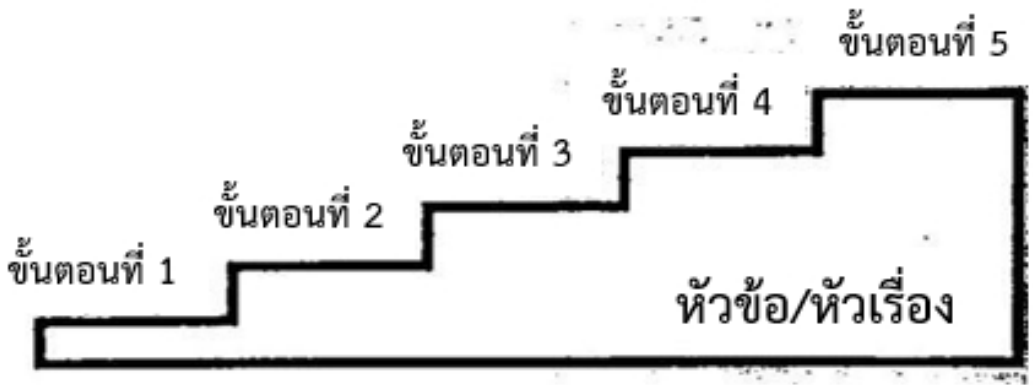 ขั้นตอนที่ 1
ขั้นตอนที่ 2
ขั้นตอนที่ 3
ขั้นตอนที่ 4
ขั้นตอนที่ 5
หัวข้อ/หัวเรื่อง